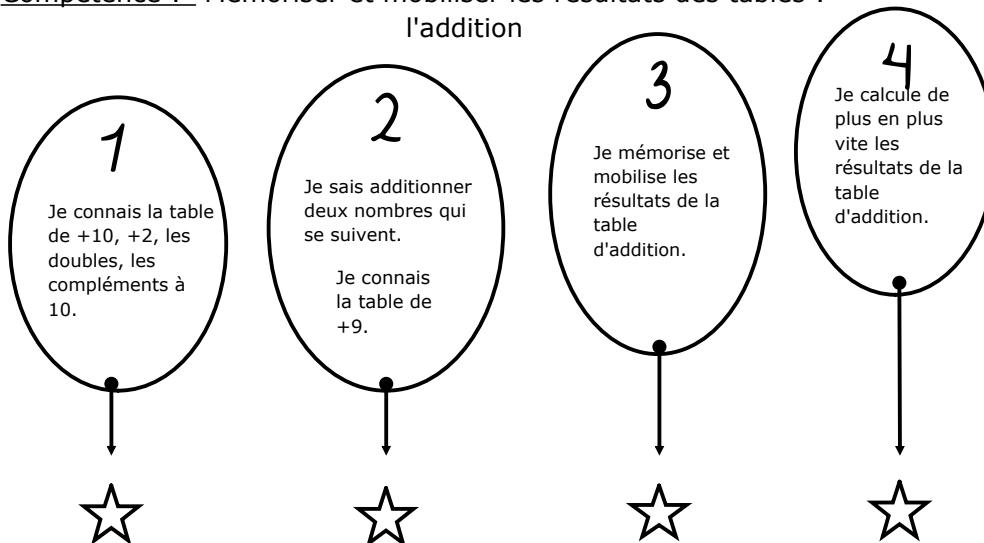 Compétence : Mémoriser et mobiliser les résultats des tables :
l'addition
1
Je connais la table
de +10, +2, les
doubles, les
compléments à
10.
2
Je sais additionner
deux nombres qui
se suivent.
Je connais
la table de
+9.
3
Je mémorise et
mobilise les
résultats de la
table
d'addition.
4
Je calcule de
plus en plus
vite les
résultats de la
table
d'addition.